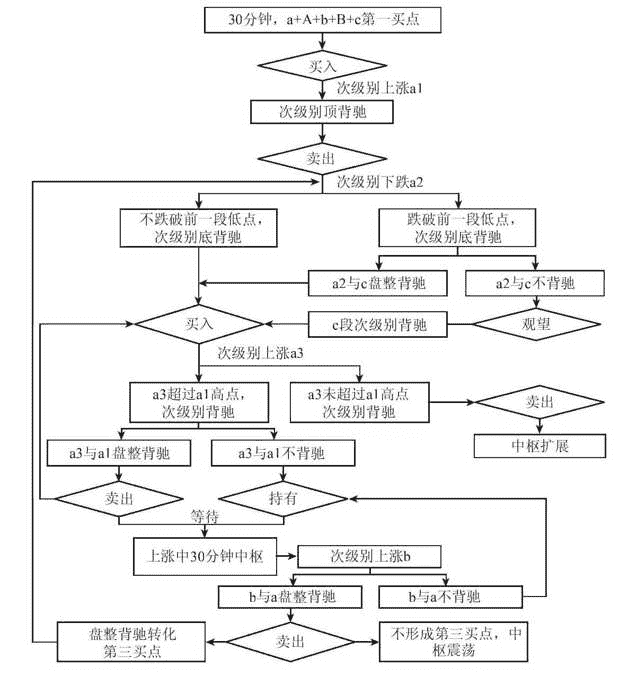 30分钟，a+A+b+B+c第一买点
买入
次级别上涨a1
次级别顶背驰
卖出
次级别下跌a2
不跌破前一段低点，
次级别底背驰
跌破前一段低点，
次级别底背驰
a2与c盘整背驰
a2与c不背驰
买入
c段次级别背驰
观望
次级别上涨a3
a3超过a1高点，
次级别背驰
a3未超过a1高点
次级别背驰
卖出
中枢扩展
a3与a1盘整背驰
a3与a1不背驰
卖出
持有
等待
上涨中30分钟中枢
次级别上涨b
b与a盘整背驰
b与a不背驰
盘整背驰转化
第三买点
卖出
不形成第三买点，中
枢震荡